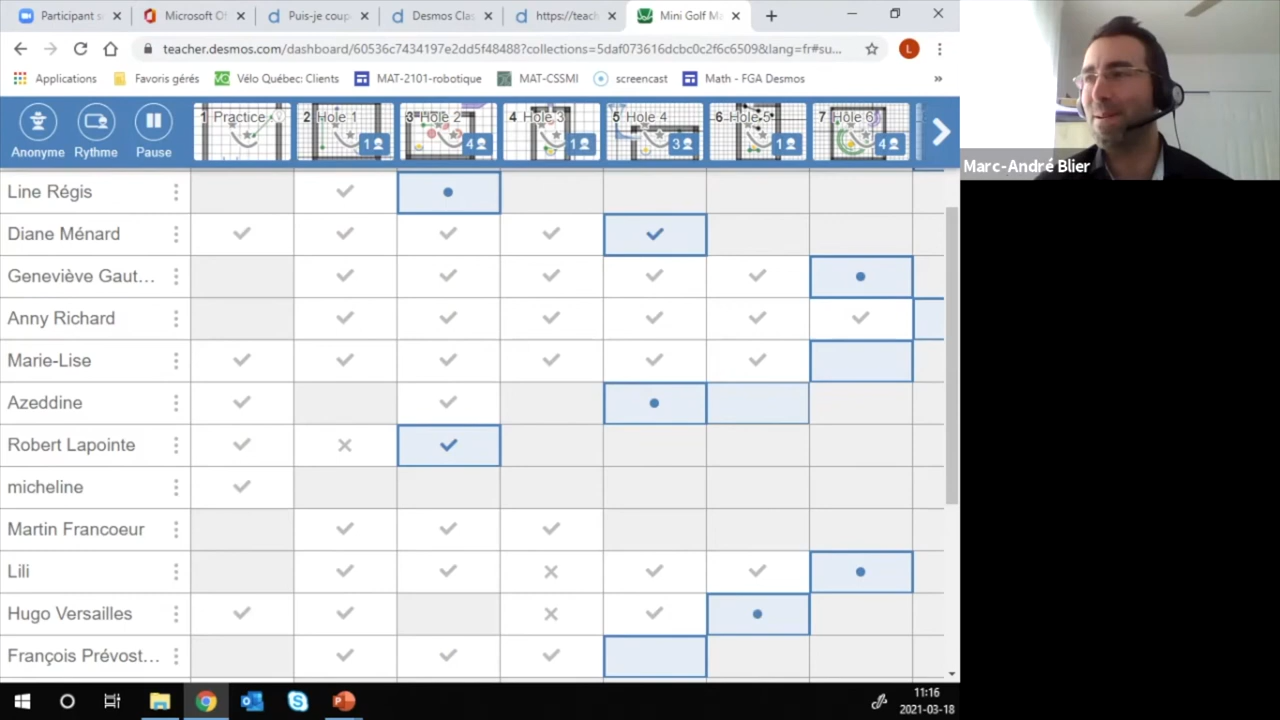 Participant s
Microsoft Of
Puis-je coup
Desmos Clas
https://teach
Mini Golf Ma
teacher.desmos.com/dashboard/60536c7434197e2dd5f48488?collections=5daf073616dcbc0c2f6c6509&lang=fr#su...
L
Applications
Favoris gérés
Vélo Québec: Clients
MAT-2101-robotique
MAT-CSSMI
screencast
Math - FGA Desmos
»
Anonyme
Rythme
Pause
1 Practice
2 Hole 1
1
3 Hole 2
4
4 Hole 3
1
5 Hole 4
3
6 Hole 5
1
7 Hole 6
4
Marc-André Blier
Line Régis
Diane Ménard
Geneviève Gaut...
Anny Richard
Marie-Lise
Azeddine
Robert Lapointe
micheline
Martin Francoeur
Lili
Hugo Versailles
François Prévost...
11:16
2021-03-18